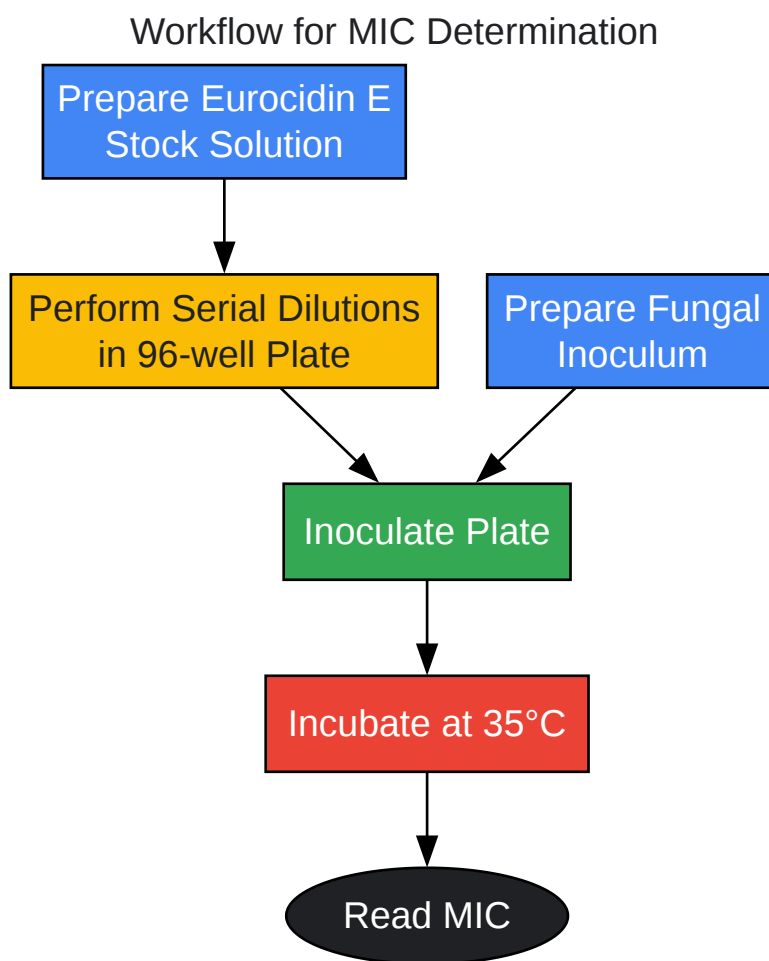 Workflow for MIC Determination
Prepare Eurocidin E
Stock Solution
Perform Serial Dilutions
in 96-well Plate
Prepare Fungal
Inoculum
Inoculate Plate
Incubate at 35°C
Read MIC